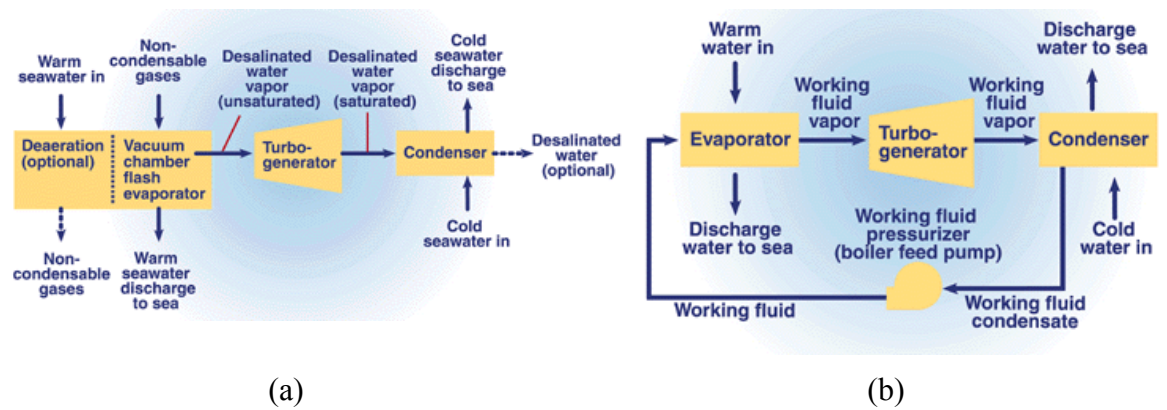 Warm
seawater in
Non-
condensable
gases
Desalinated
water
vapor
(unsaturated)
Desalinated
water
vapor
(saturated)
Cold
seawater
discharge
to sea
Deaeration
(optional)
Vacuum
chamber
flash
evaporator
Turbo-
generator
Condenser
Desalinated
water
(optional)
Non-
condensable
gases
Warm
seawater
discharge
to sea
Cold
seawater in
(a)
Warm
water in
Discharge
water to sea
Working
fluid
vapor
Working
fluid
vapor
Evaporator
Turbo-
generator
Condenser
Discharge
water to sea
Working fluid
pressurizer
(boiler feed pump)
Cold
water in
Working fluid
Working fluid
condensate
(b)